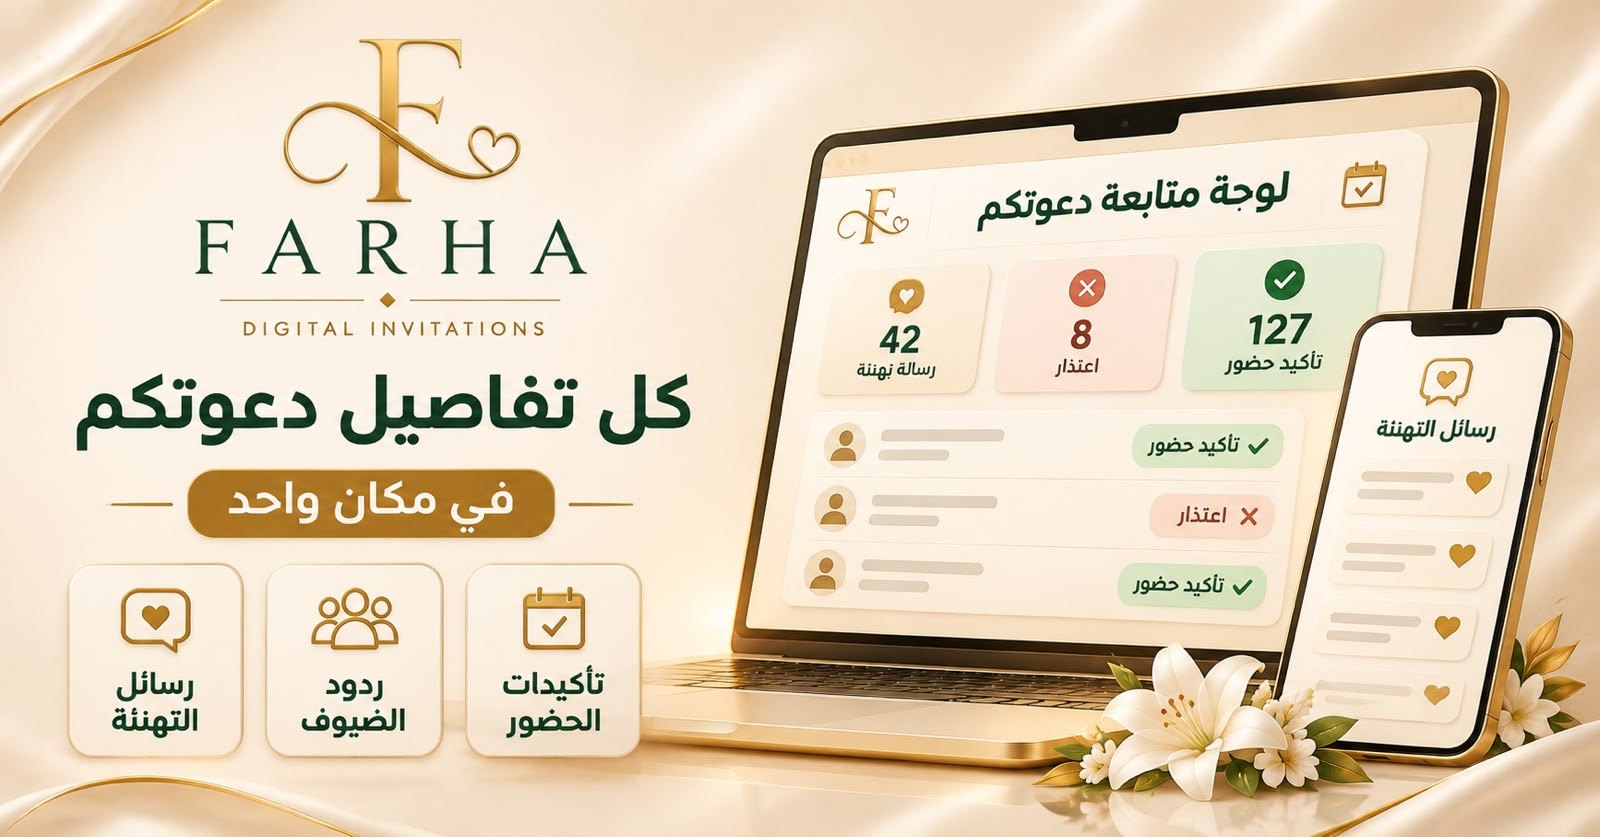 F
FARHA
DIGITAL INVITATIONS
كل تفاصيل دعوتكم
في مكان واحد
تأكيدات
الحضور
ردود
الضيوف
رسائل
التهنئة
F
لوحة متابعة دعوتكم
127
تأكيد حضور
8
اعتذار
42
رسالة تهنئة
تأكيد حضور
اعتذار
تأكيد حضور
رسائل التهنئة